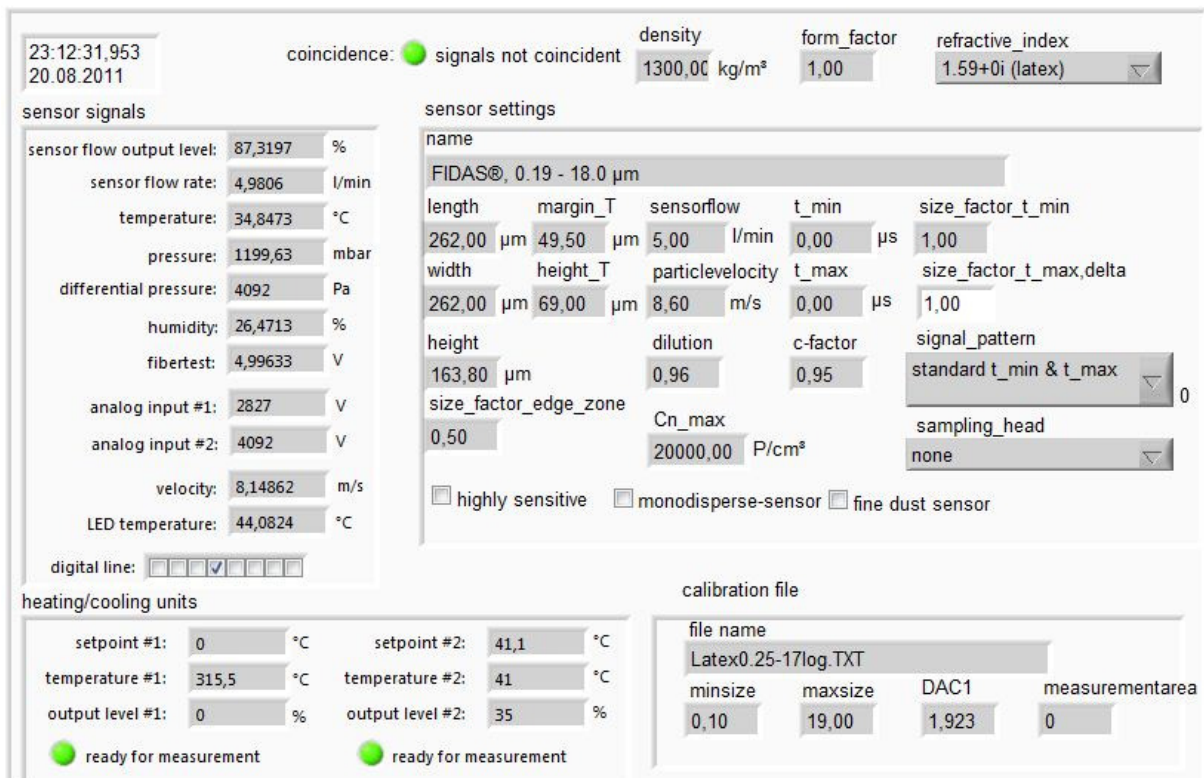 23:12:31,953
20.08.2011
coincidence: signals not coincident
density
1300,00 kg/m³
form_factor
1,00
refractive_index
1.59+0i (latex)
sensor signals
sensor flow output level: 87,3197 %
sensor flow rate: 4,9806 l/min
temperature: 34,8473 °C
pressure: 1199,63 mbar
differential pressure: 4092 Pa
humidity: 26,4713 %
fibertest: 4,99633 V
analog input #1: 2827 V
analog input #2: 4092 V
velocity: 8,14862 m/s
LED temperature: 44,0824 °C
digital line:
sensor settings
name
FIDAS®, 0.19 - 18.0 µm
length margin_T sensorflow t_min size_factor_t_min
262,00 µm 49,50 µm 5,00 l/min 0,00 µs 1,00
width height_T particlevelocity t_max size_factor_t_max,delta
262,00 µm 69,00 µm 8,60 m/s 0,00 µs 1,00
height dilution c-factor signal_pattern
163,80 µm 0,96 0,95 standard t_min & t_max 0
size_factor_edge_zone Cn_max sampling_head
0,50 20000,00 P/cm³ none
highly sensitive monodisperse-sensor fine dust sensor
heating/cooling units
setpoint #1: 0 °C setpoint #2: 41,1 °C
temperature #1: 315,5 °C temperature #2: 41 °C
output level #1: 0 % output level #2: 35 %
ready for measurement ready for measurement
calibration file
file name
Latex0.25-17log.TXT
minsize maxsize DAC1 measurementarea
0,10 19,00 1,923 0